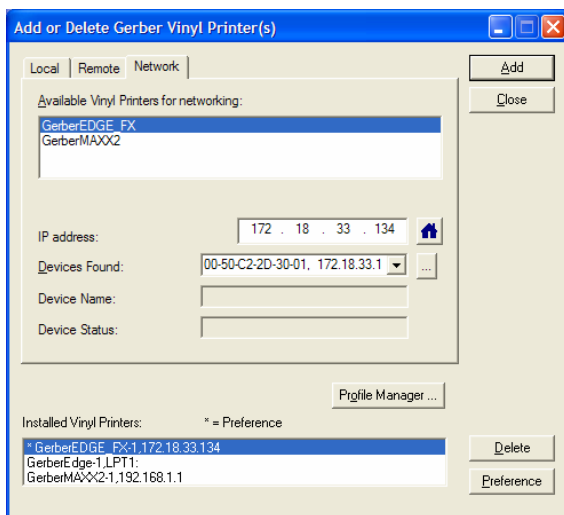 Add or Delete Gerber Vinyl Printer(s)
Local Remote Network
Add
Close
Available Vinyl Printers for networking:
GerberEDGE_FX
GerberMAXX2
IP address: 172 . 18 . 33 . 134
Devices Found: 00-50-C2-2D-30-01, 172.18.33.1 ...
Device Name:
Device Status:
Profile Manager ...
Installed Vinyl Printers: * = Preference
* GerberEDGE_FX-1,172.18.33.134
GerberEdge-1,LPT1:
GerberMAXX2-1,192.168.1.1
Delete
Preference